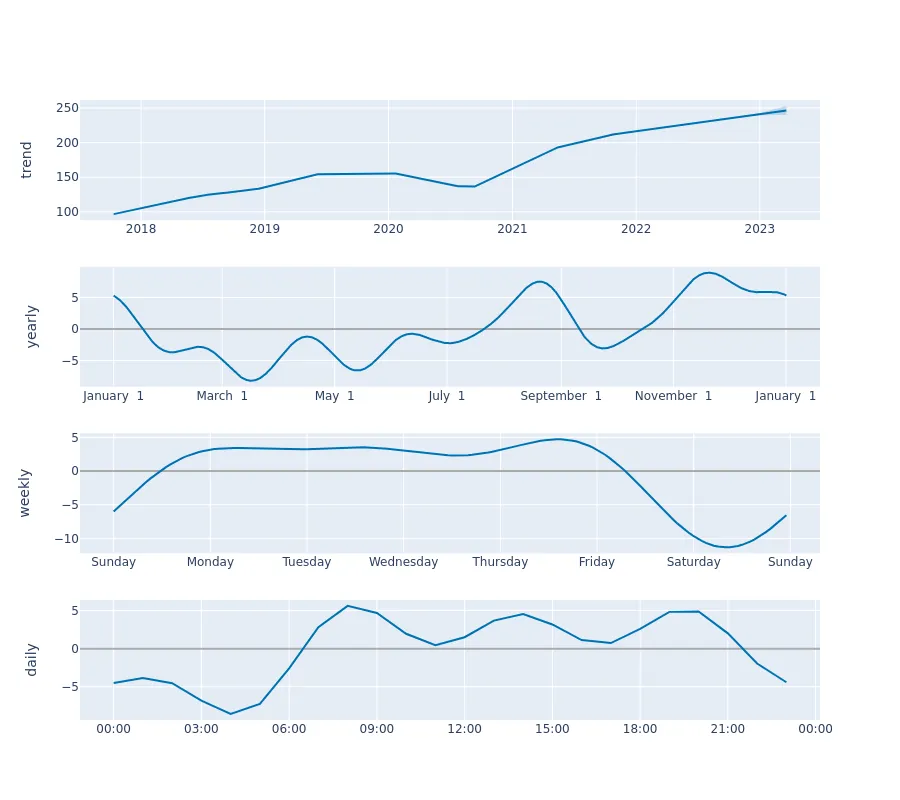 trend
250
200
150
100
2018 2019 2020 2021 2022 2023
yearly
5
0
−5
January 1 March 1 May 1 July 1 September 1 November 1 January 1
weekly
5
0
−5
−10
Sunday Monday Tuesday Wednesday Thursday Friday Saturday Sunday
daily
5
0
−5
00:00 03:00 06:00 09:00 12:00 15:00 18:00 21:00 00:00